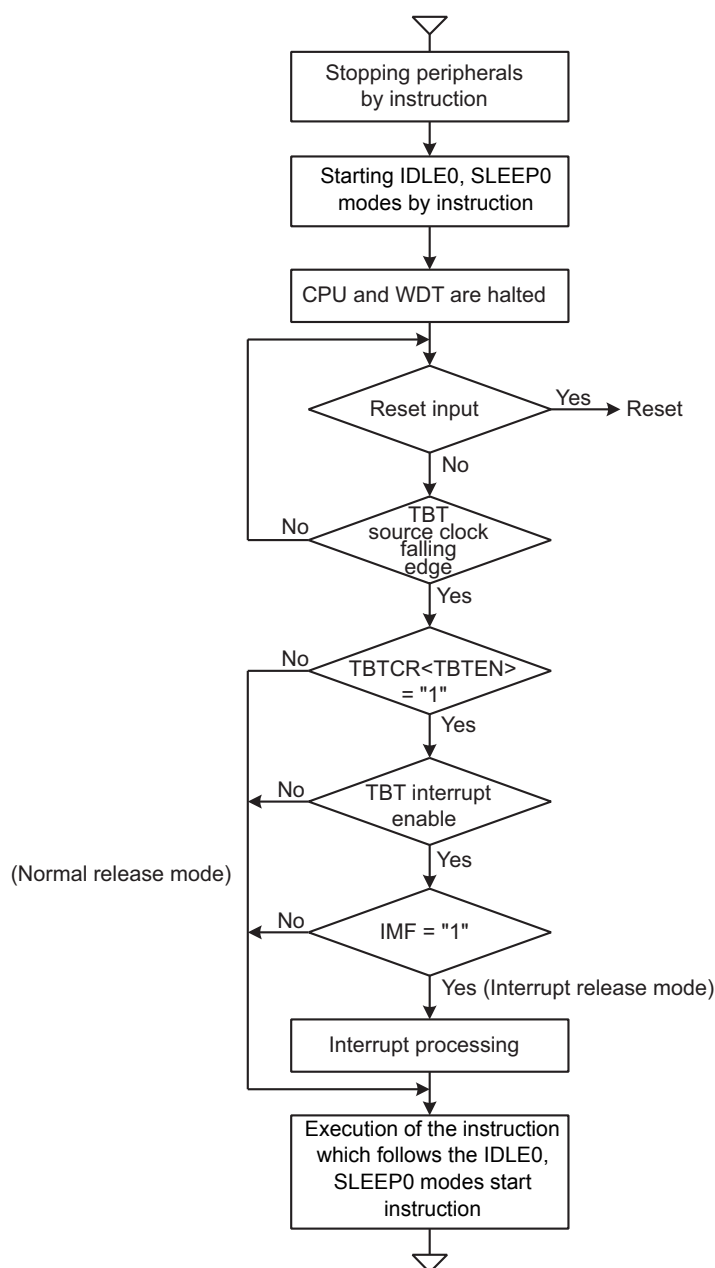 Stopping peripherals
by instruction
Starting IDLE0, SLEEP0
modes by instruction
CPU and WDT are halted
Reset input
Yes
Reset
No
No
TBT
source clock
falling
edge
Yes
No
TBTCR<TBTEN>
= "1"
Yes
No
TBT interrupt
enable
Yes
(Normal release mode)
No
IMF = "1"
Yes (Interrupt release mode)
Interrupt processing
Execution of the instruction
which follows the IDLE0,
SLEEP0 modes start
instruction